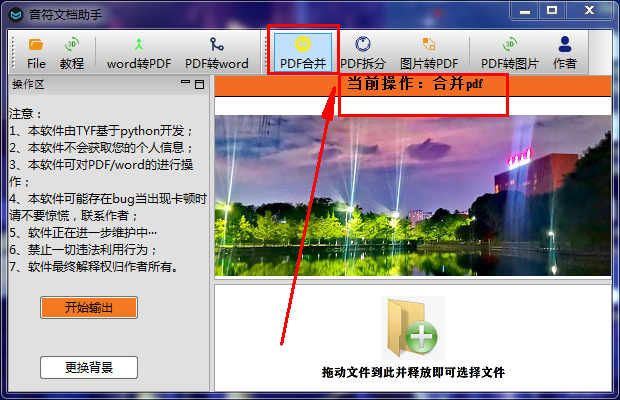 音符文档助手
File 教程 word转PDF PDF转word PDF合并 PDF拆分 图片转PDF PDF转图片 作者
操作区
当前操作：合并pdf
注意：
1、本软件由TYF基于python开发；
2、本软件不会获取您的个人信息；
3、本软件可对PDF/word的进行操
作；
4、本软件可能存在bug当出现卡顿时
请不要惊慌，联系作者；
5、软件正在进一步维护中…
6、禁止一切违法利用行为；
7、软件最终解释权归作者所有。
开始输出
更换背景
拖动文件到此并释放即可选择文件